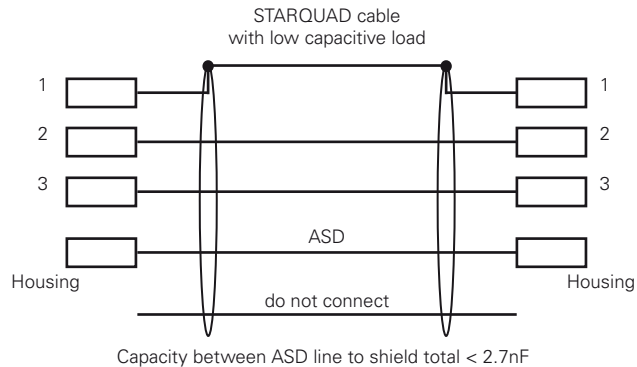 STARQUAD cable
with low capacitive load
1
1
2
2
3
3
ASD
Housing
Housing
do not connect
Capacity between ASD line to shield total < 2.7nF